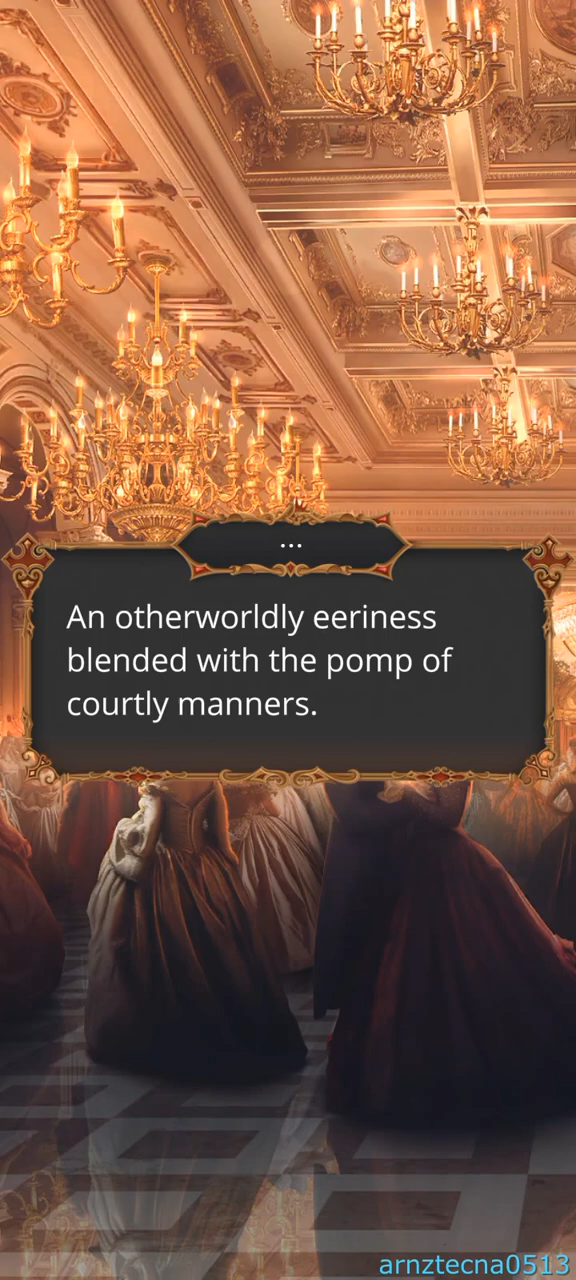 ...
An otherworldly eeriness
blended with the pomp of
courtly manners.
arnztecna0513